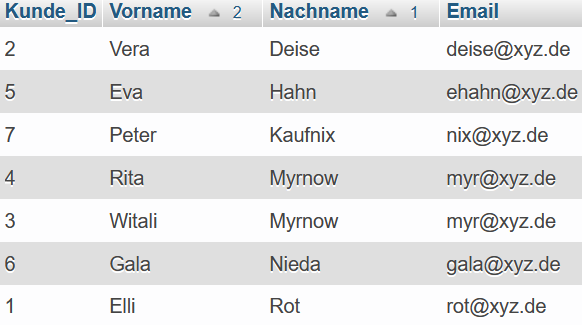 Kunde_ID Vorname 2 Nachname 1 Email
2 Vera Deise deise@xyz.de
5 Eva Hahn ehahn@xyz.de
7 Peter Kaufnix nix@xyz.de
4 Rita Myrnow myr@xyz.de
3 Witali Myrnow myr@xyz.de
6 Gala Nieda gala@xyz.de
1 Elli Rot rot@xyz.de